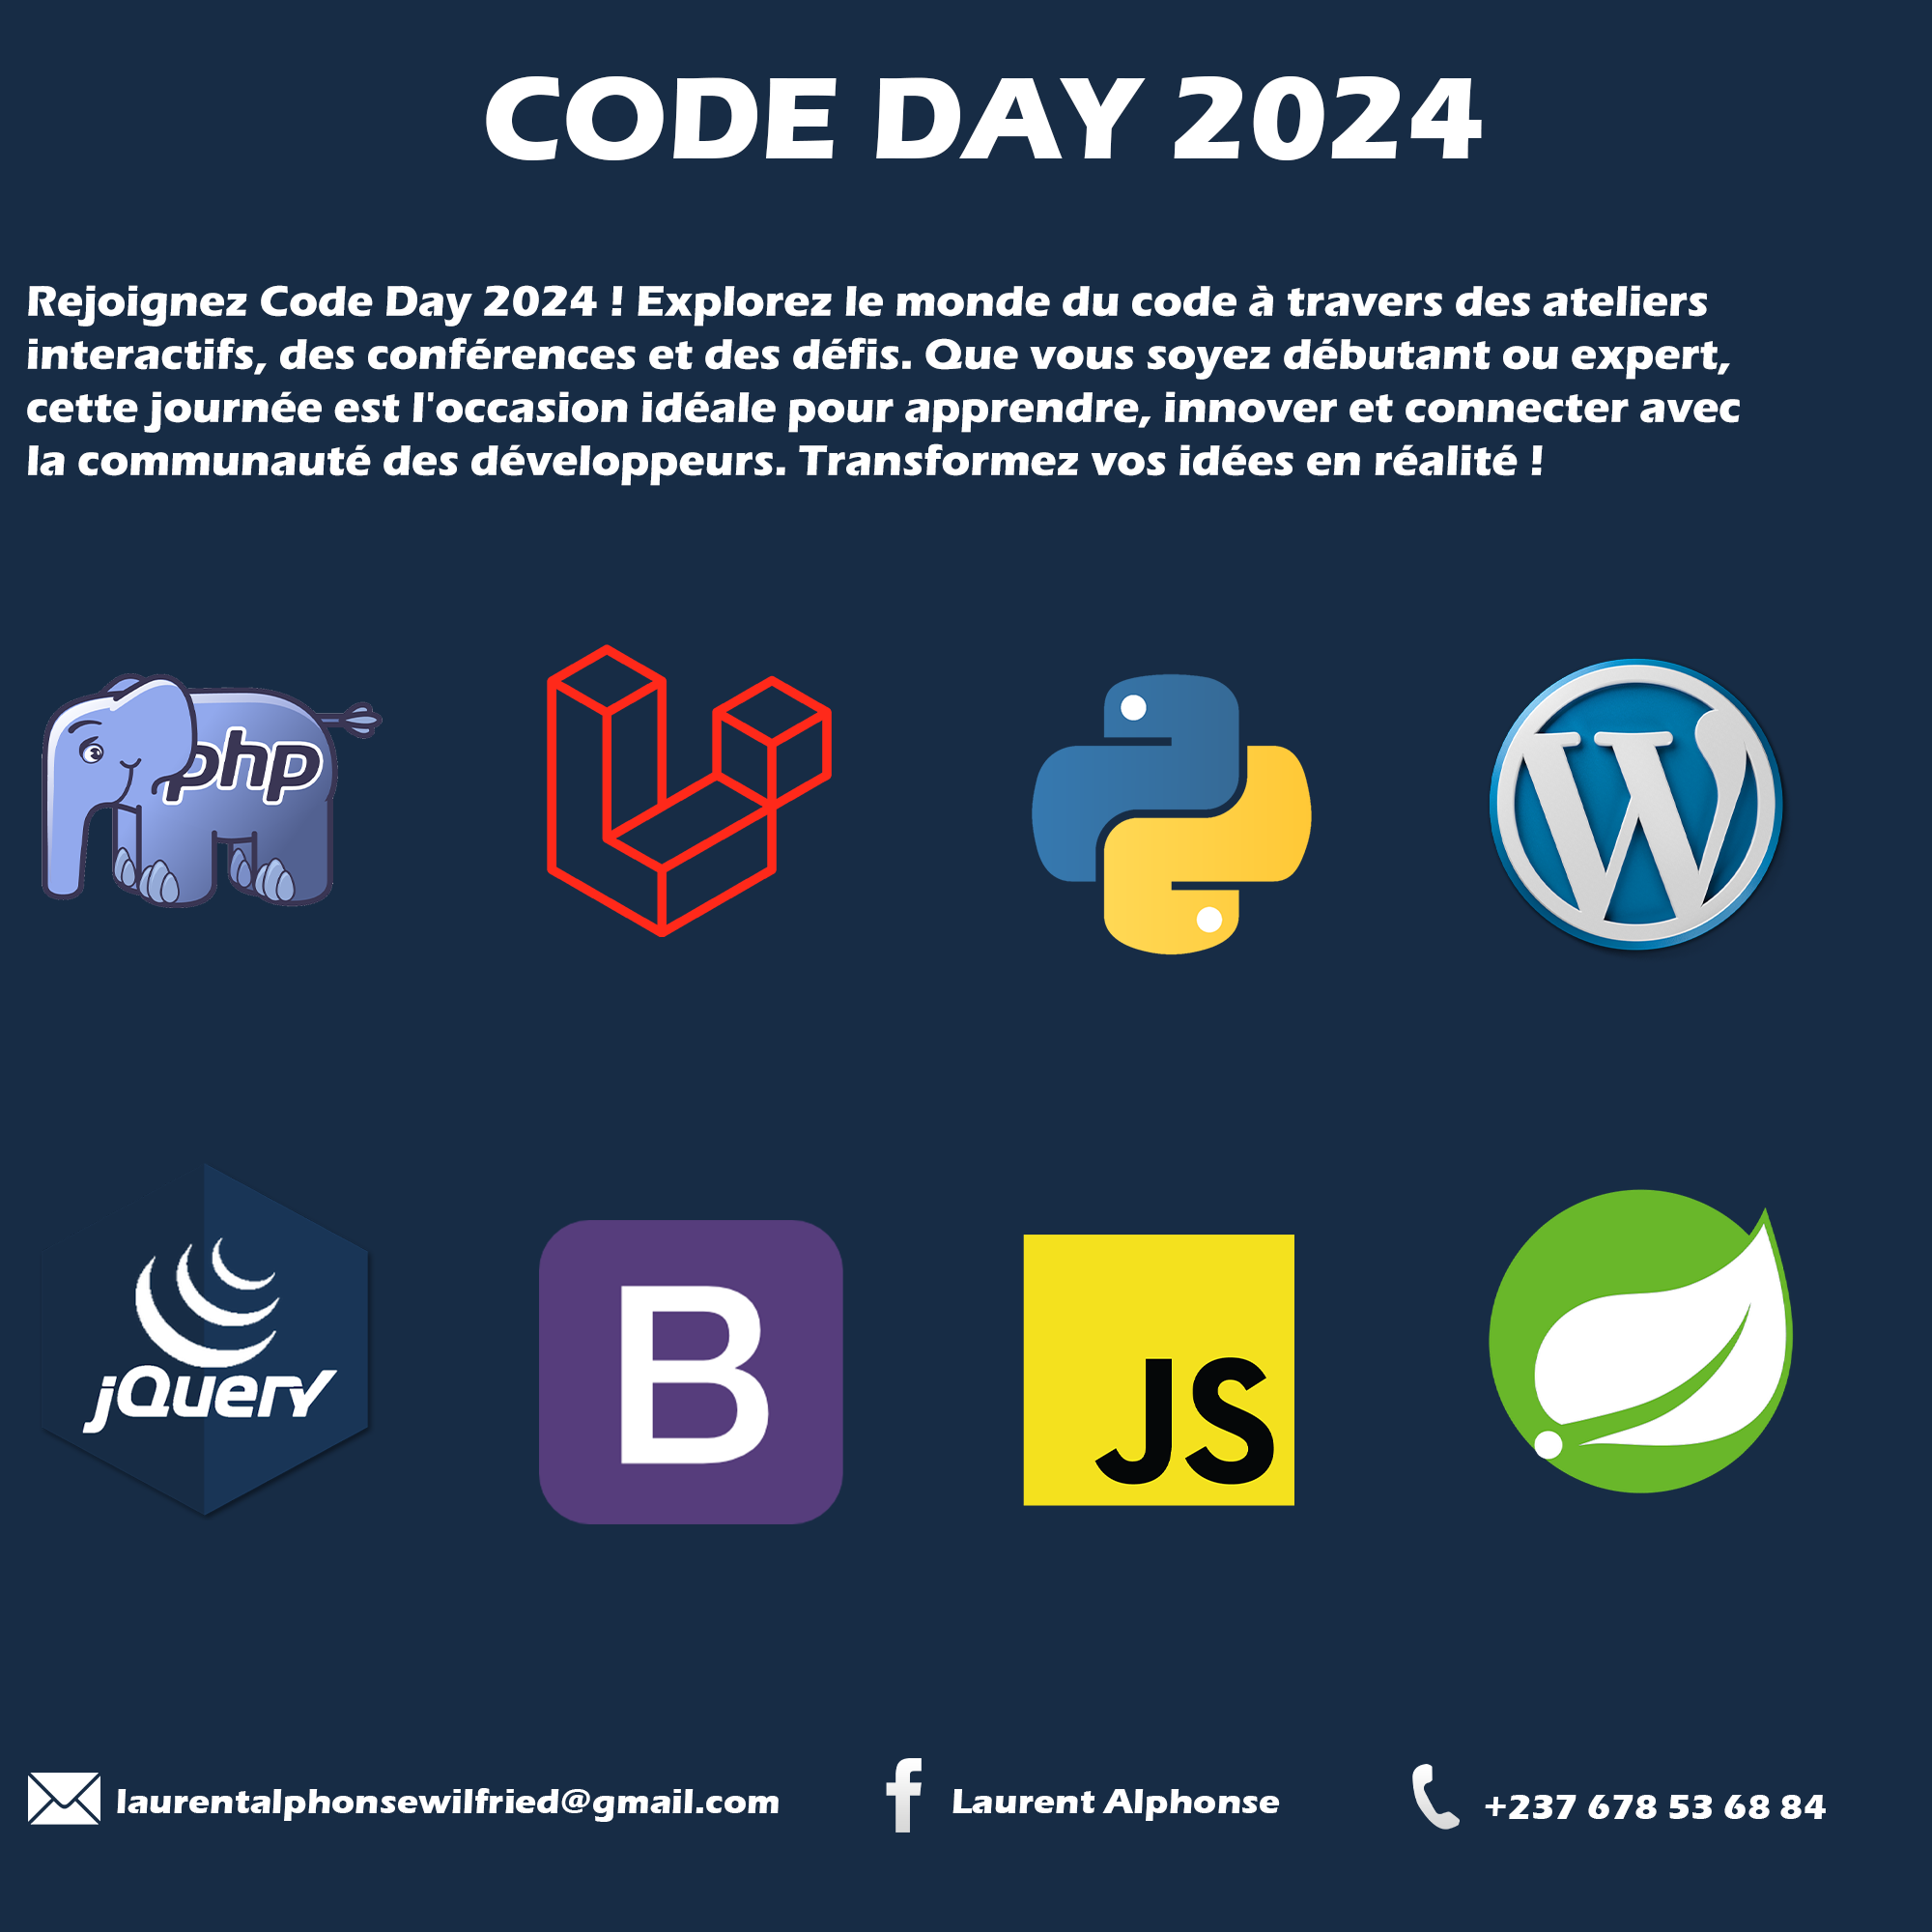 CODE DAY 2024
Rejoignez Code Day 2024 ! Explorez le monde du code à travers des ateliers
interactifs, des conférences et des défis. Que vous soyez débutant ou expert,
cette journée est l'occasion idéale pour apprendre, innover et connecter avec
la communauté des développeurs. Transformez vos idées en réalité !
php
W
jQuery
B
JS
laurentalphonsewilfried@gmail.com
Laurent Alphonse
+237 678 53 68 84